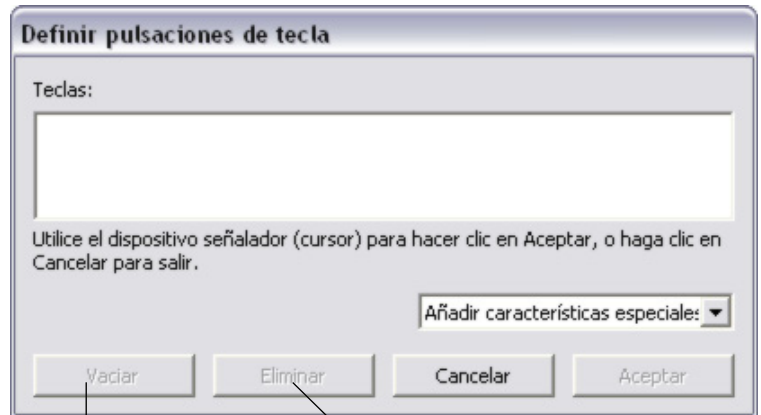 Definir pulsaciones de tecla
Teclas:
Utilice el dispositivo señalador (cursor) para hacer clic en Aceptar, o haga clic en
Cancelar para salir.
Añadir características especiales
Vaciar Eliminar Cancelar Aceptar